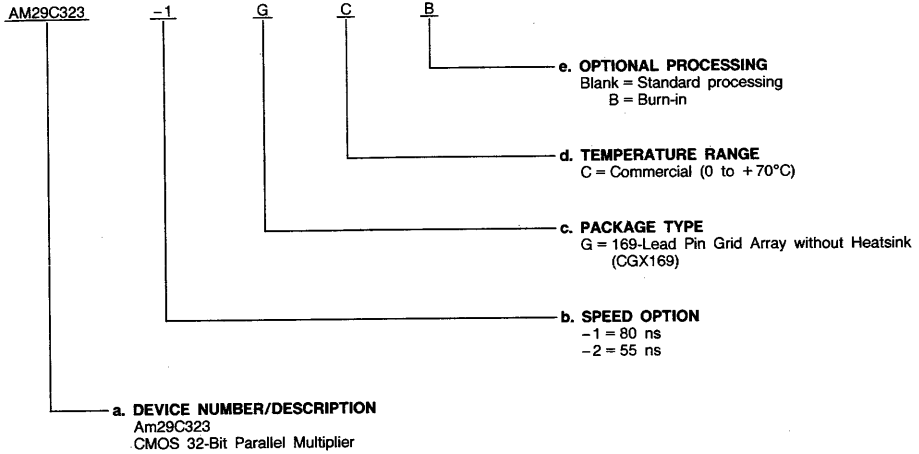 AM29C323 -1 G C B
e. OPTIONAL PROCESSING
Blank = Standard processing
B = Burn-in
d. TEMPERATURE RANGE
C = Commercial (0 to +70°C)
c. PACKAGE TYPE
G = 169-Lead Pin Grid Array without Heatsink
(CGX169)
b. SPEED OPTION
-1 = 80 ns
-2 = 55 ns
a. DEVICE NUMBER/DESCRIPTION
Am29C323
CMOS 32-Bit Parallel Multiplier